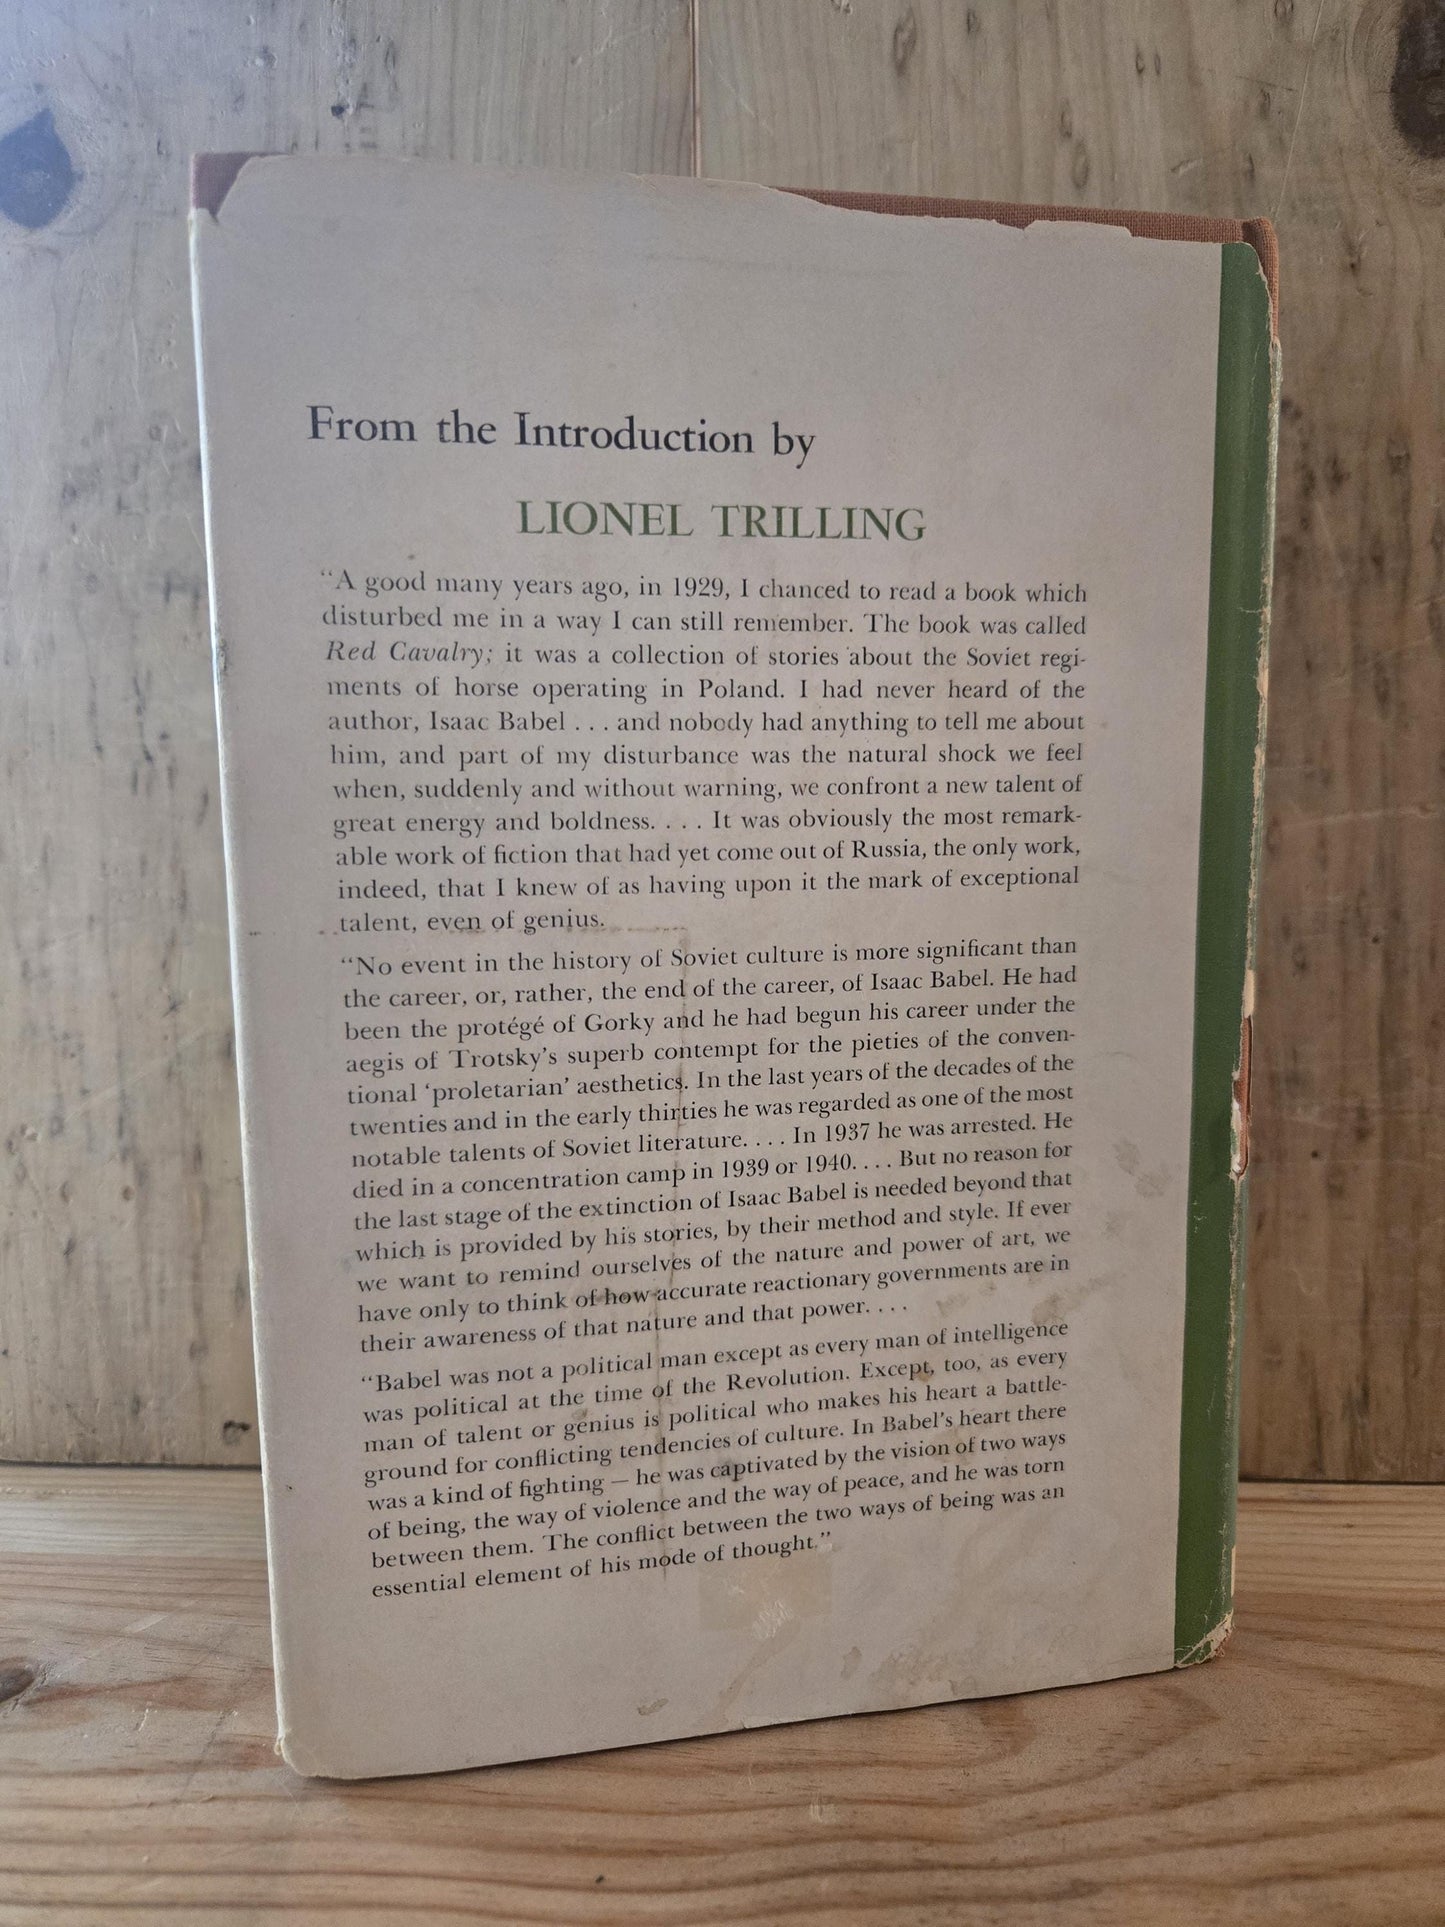 From the Introduction by
LIONEL TRILLING
“A good many years ago, in 1929, I chanced to read a book which
disturbed me in a way I can still remember. The book was called
Red Cavalry; it was a collection of stories about the Soviet regi-
ments of horse operating in Poland. I had never heard of the
author, Isaac Babel . . . and nobody had anything to tell me about
him, and part of my disturbance was the natural shock we feel
when, suddenly and without warning, we confront a new talent of
great energy and boldness. . . . It was obviously the most remark-
able work of fiction that had yet come out of Russia, the only work,
indeed, that I knew of as having upon it the mark of exceptional
talent, even of genius.
“No event in the history of Soviet culture is more significant than
the career, or, rather, the end of the career, of Isaac Babel. He had
been the protégé of Gorky and he had begun his career under the
aegis of Trotsky’s superb contempt for the pieties of the conven-
tional ‘proletarian’ aesthetics. In the last years of the decades of the
twenties and in the early thirties he was regarded as one of the most
notable talents of Soviet literature. . . . In 1937 he was arrested. He
died in a concentration camp in 1939 or 1940. . . . But no reason for
the last stage of the extinction of Isaac Babel is needed beyond that
which is provided by his stories, by their method and style. If ever
we want to remind ourselves of the nature and power of art, we
have only to think of how accurate reactionary governments are in
their awareness of that nature and that power. . . .
“Babel was not a political man except as every man of intelligence
was political at the time of the Revolution. Except, too, as every
man of talent or genius is political who makes his heart a battle-
ground for conflicting tendencies of culture. In Babel’s heart there
was a kind of fighting — he was captivated by the vision of two ways
of being, the way of violence and the way of peace, and he was torn
between them. The conflict between the two ways of being was an
essential element of his mode of thought.”